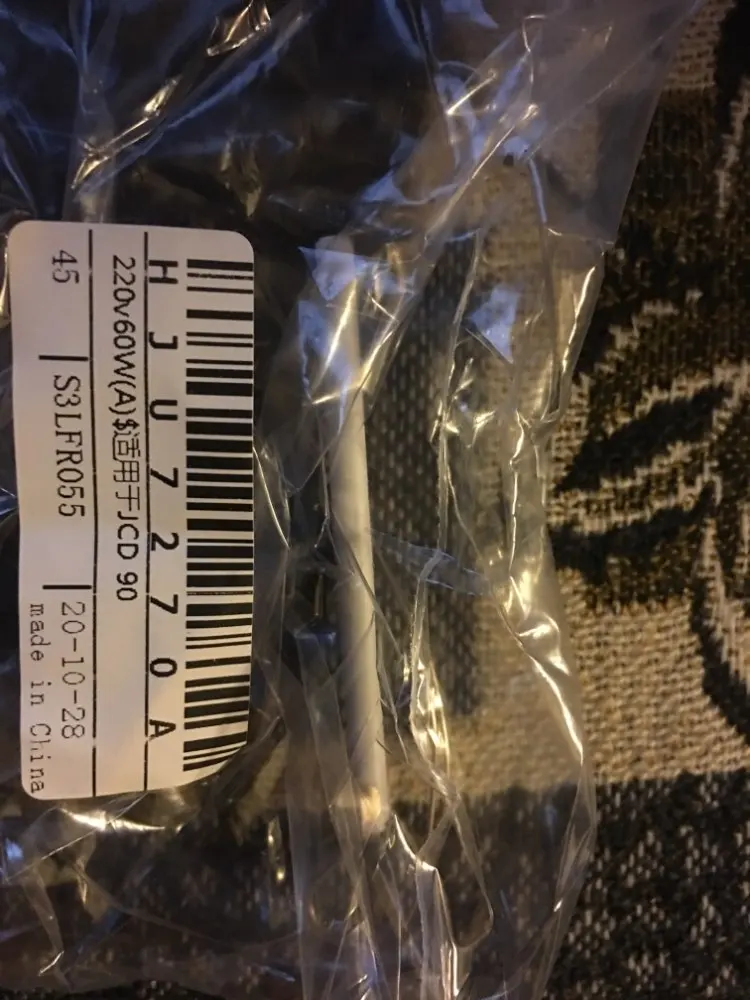 HJU7270A
220v60W(A)$适用于JCD 90
45 | S3LFR055 | 20-10-28
made in China